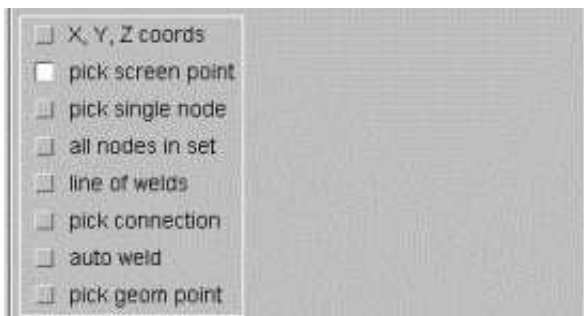 X, Y, Z coords
pick screen point
pick single node
all nodes in set
line of welds
pick connection
auto weld
pick geom point